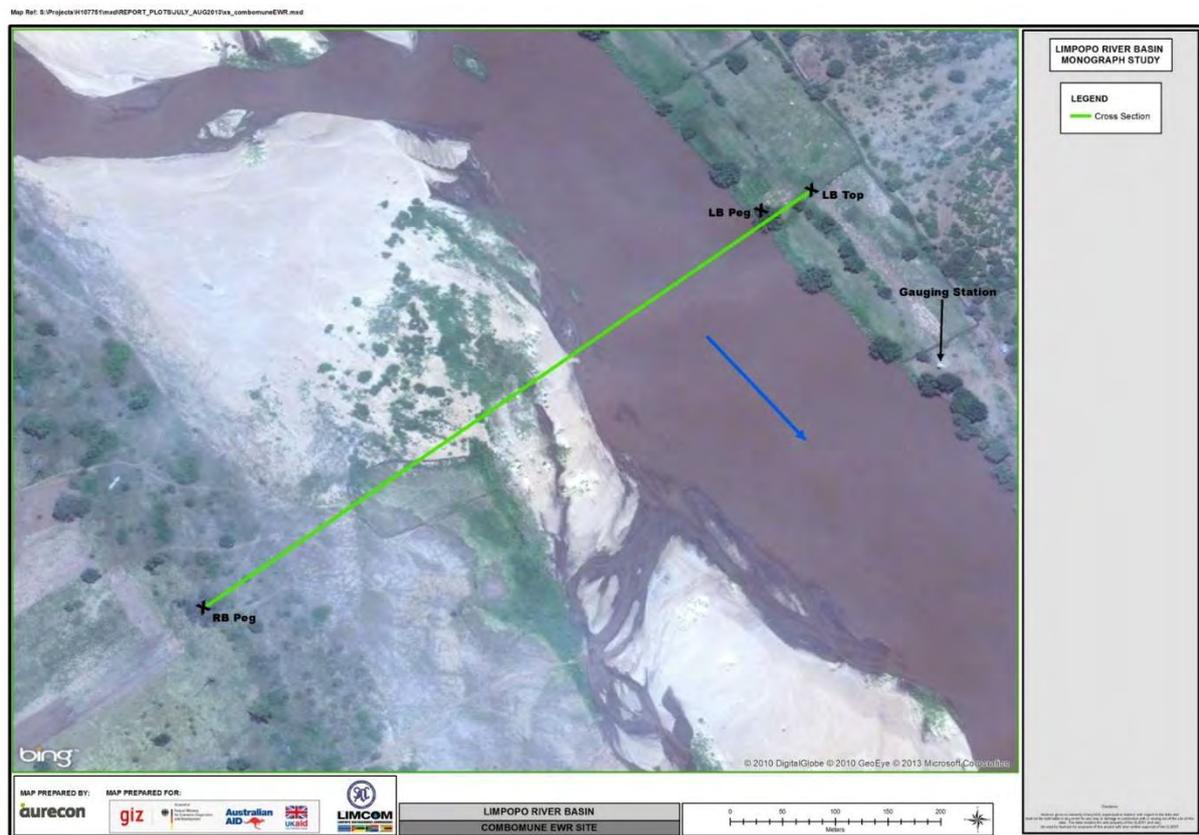 Map Ref: S:\Projects\H107751\mxd\REPORT_PLOTS\JULY_AUG2013\xs_combomuneEWR.mxd
LIMPOPO RIVER BASIN
MONOGRAPH STUDY
LEGEND
Cross Section
LB Top
LB Peg
Gauging Station
RB Peg
bing
© 2010 DigitalGlobe © 2010 GeoEye © 2013 Microsoft Corporation
MAP PREPARED BY:
aurecon
MAP PREPARED FOR:
giz
Australian
AID
UKaid
LIMCOM
LIMPOPO RIVER BASIN
COMBOMUNE EWR SITE
0 50 100 150 200
Meters